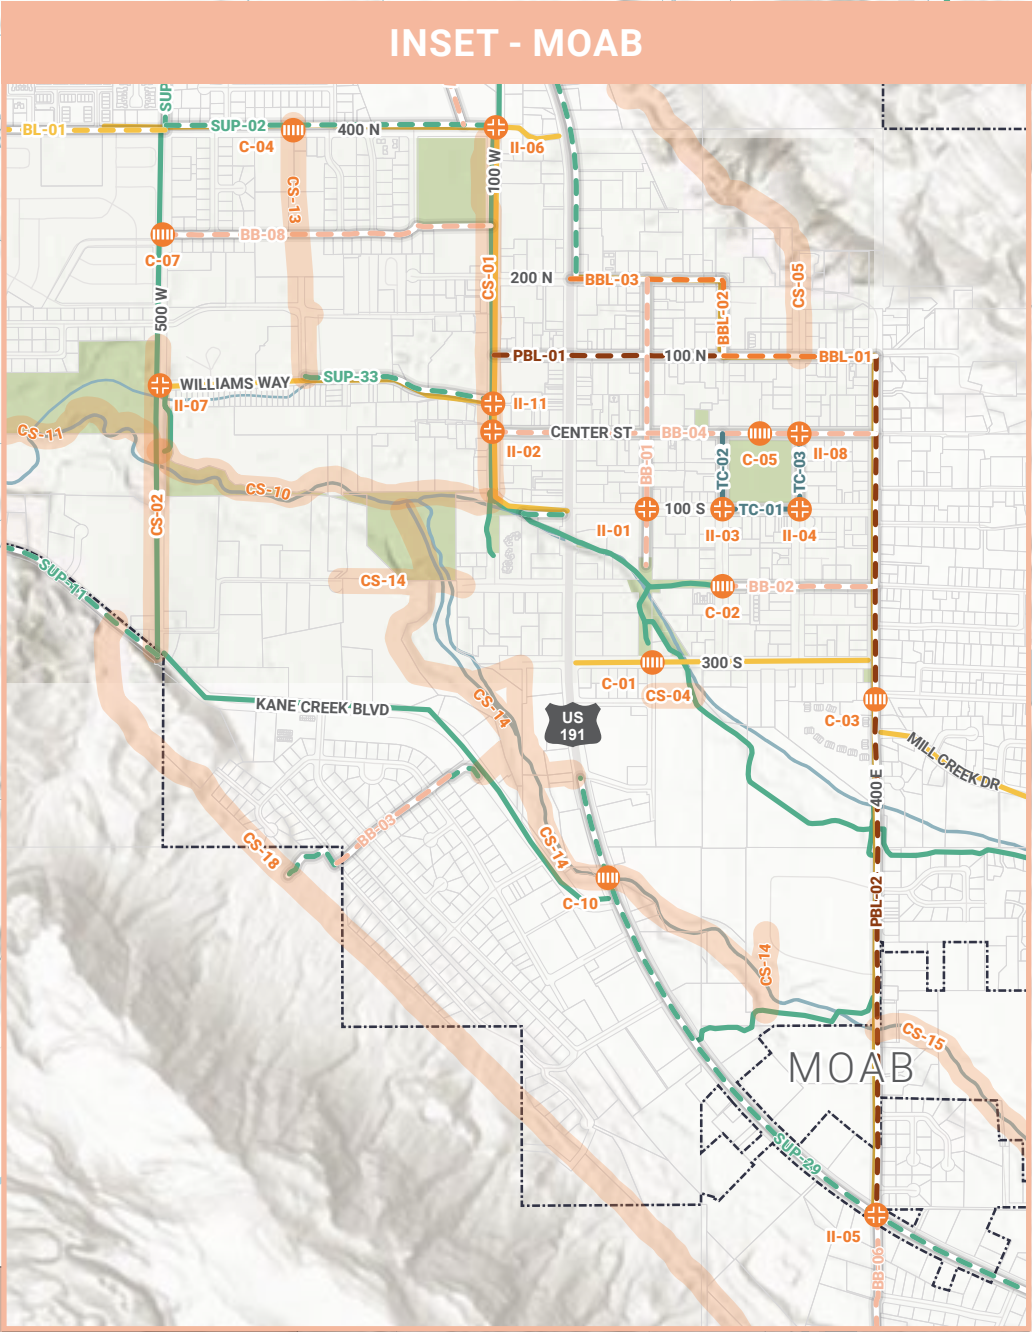 INSET - MOAB
SUP
BL-01
SUP-02
400 N
C-04
II-06
100 W
CS-13
BB-08
C-07
CS-01
200 N
BBL-03
CS-05
500 W
BBL-02
PBL-01
100 N
BBL-01
WILLIAMS WAY
SUP-33
II-07
II-11
CS-11
CENTER ST
BB-04
II-02
C-05
II-08
BB-01
TC-02
TC-03
CS-10
CS-02
100 S
TC-01
II-01
II-03
II-04
SUP-11
CS-14
BB-02
C-02
300 S
C-01
CS-04
KANE CREEK BLVD
CS-14
US
191
C-03
MILL CREEK DR
400 E
BB-03
CS-18
CS-14
C-10
PBL-02
CS-14
CS-15
MOAB
SUP-29
II-05
BB-06